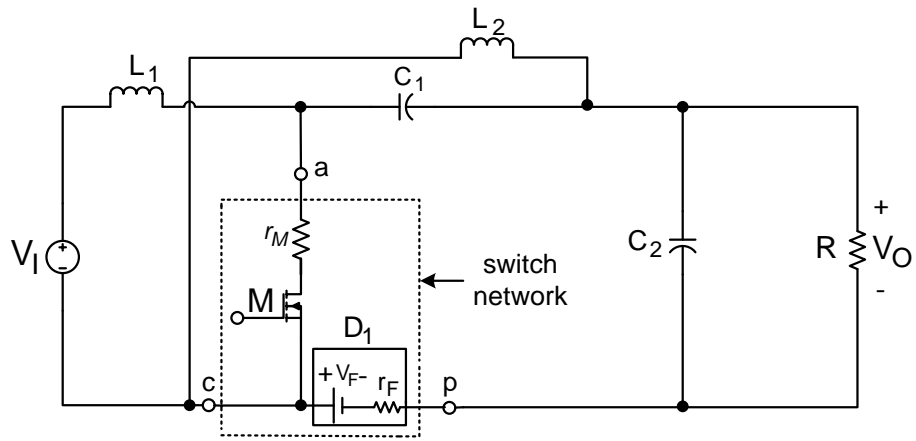 L2
L1
C1
a
rM
VI
+
-
C2
R
+
VO
-
switch
network
M
D1
+VF-
rF
c
p